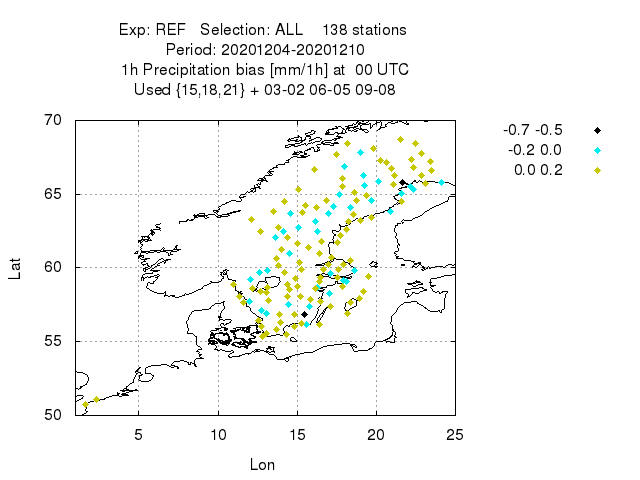 Exp: REF Selection: ALL 138 stations
Period: 20201204-20201210
1h Precipitation bias [mm/1h] at 00 UTC
Used {15,18,21} + 03-02 06-05 09-08
-0.7 -0.5
-0.2 0.0
0.0 0.2
70
65
60
55
50
Lat
5 10 15 20 25
Lon